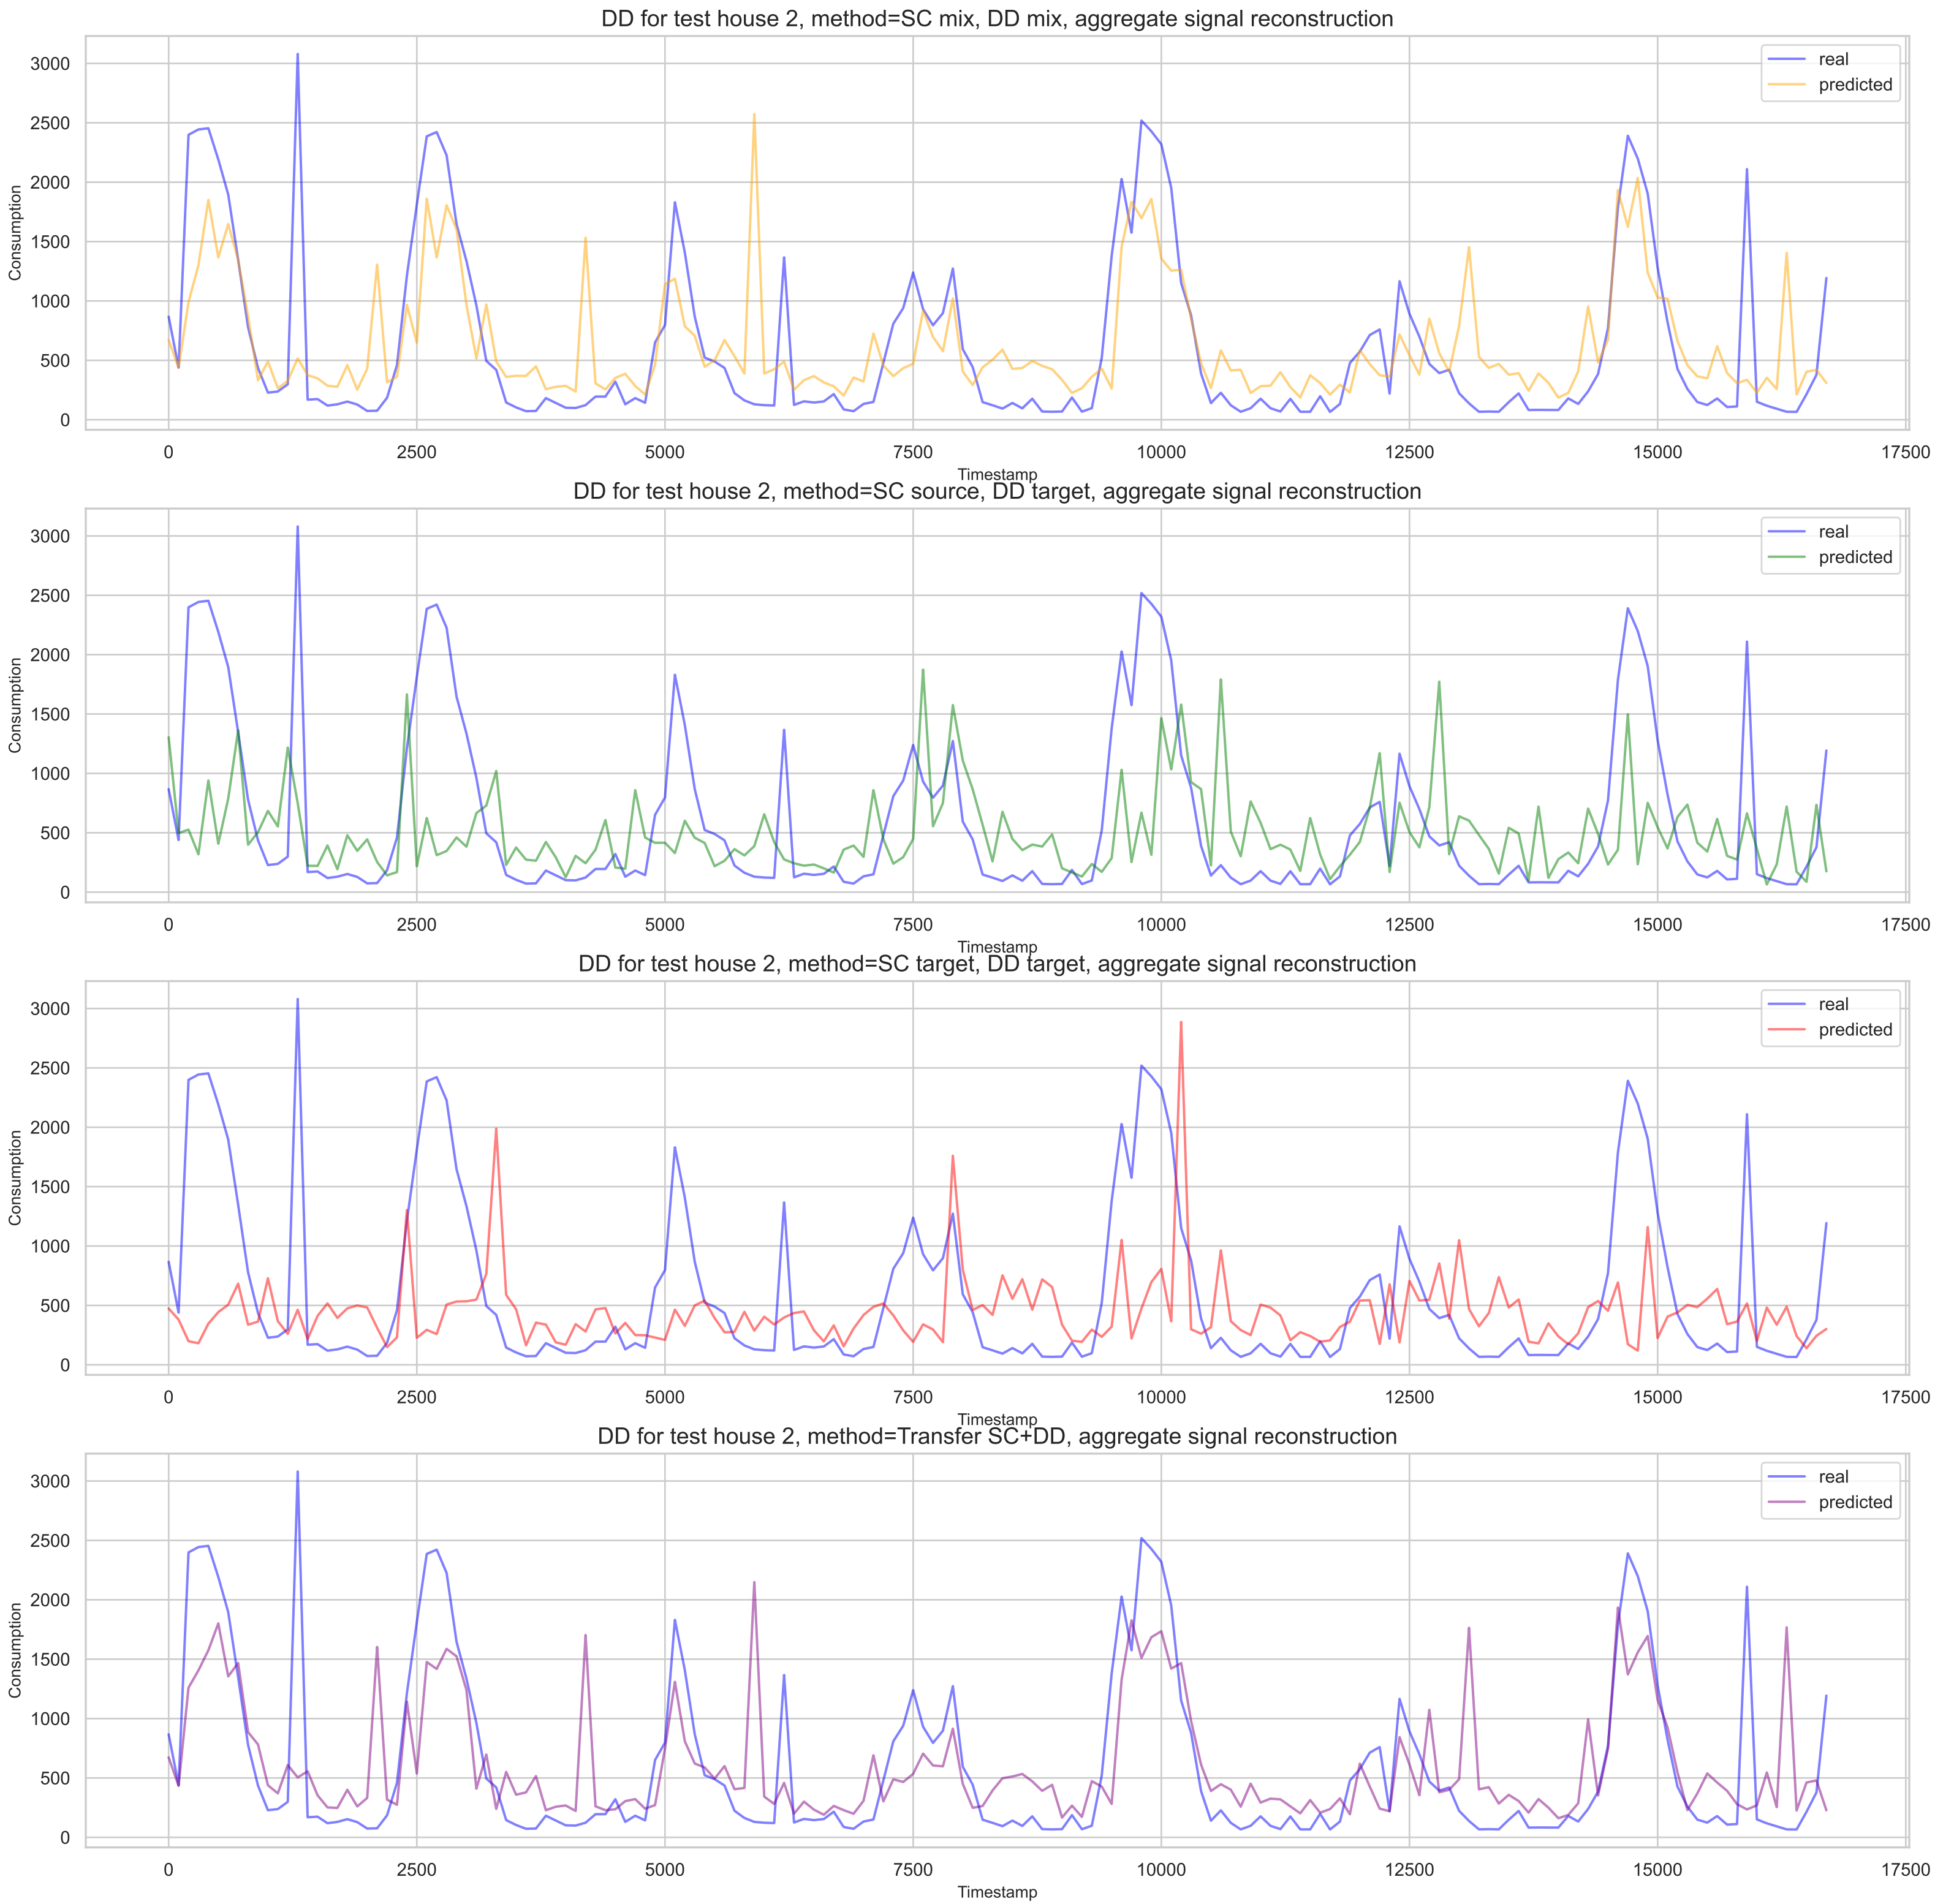 DD for test house 2, method=SC mix, DD mix, aggregate signal reconstruction
real
predicted
3000
2500
2000
1500
1000
500
0
Consumption
0 2500 5000 7500 10000 12500 15000 17500
Timestamp
DD for test house 2, method=SC source, DD target, aggregate signal reconstruction
real
predicted
3000
2500
2000
1500
1000
500
0
Consumption
0 2500 5000 7500 10000 12500 15000 17500
Timestamp
DD for test house 2, method=SC target, DD target, aggregate signal reconstruction
real
predicted
3000
2500
2000
1500
1000
500
0
Consumption
0 2500 5000 7500 10000 12500 15000 17500
Timestamp
DD for test house 2, method=Transfer SC+DD, aggregate signal reconstruction
real
predicted
3000
2500
2000
1500
1000
500
0
Consumption
0 2500 5000 7500 10000 12500 15000 17500
Timestamp